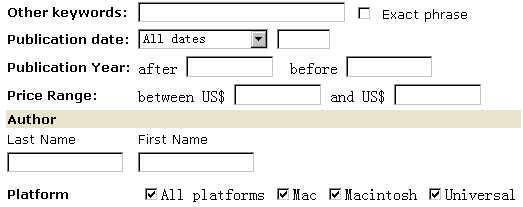 Other keywords: Exact phrase
Publication date: All dates
Publication Year: after before
Price Range: between US$ and US$
Author
Last Name First Name
Platform All platforms Mac Macintosh Universal